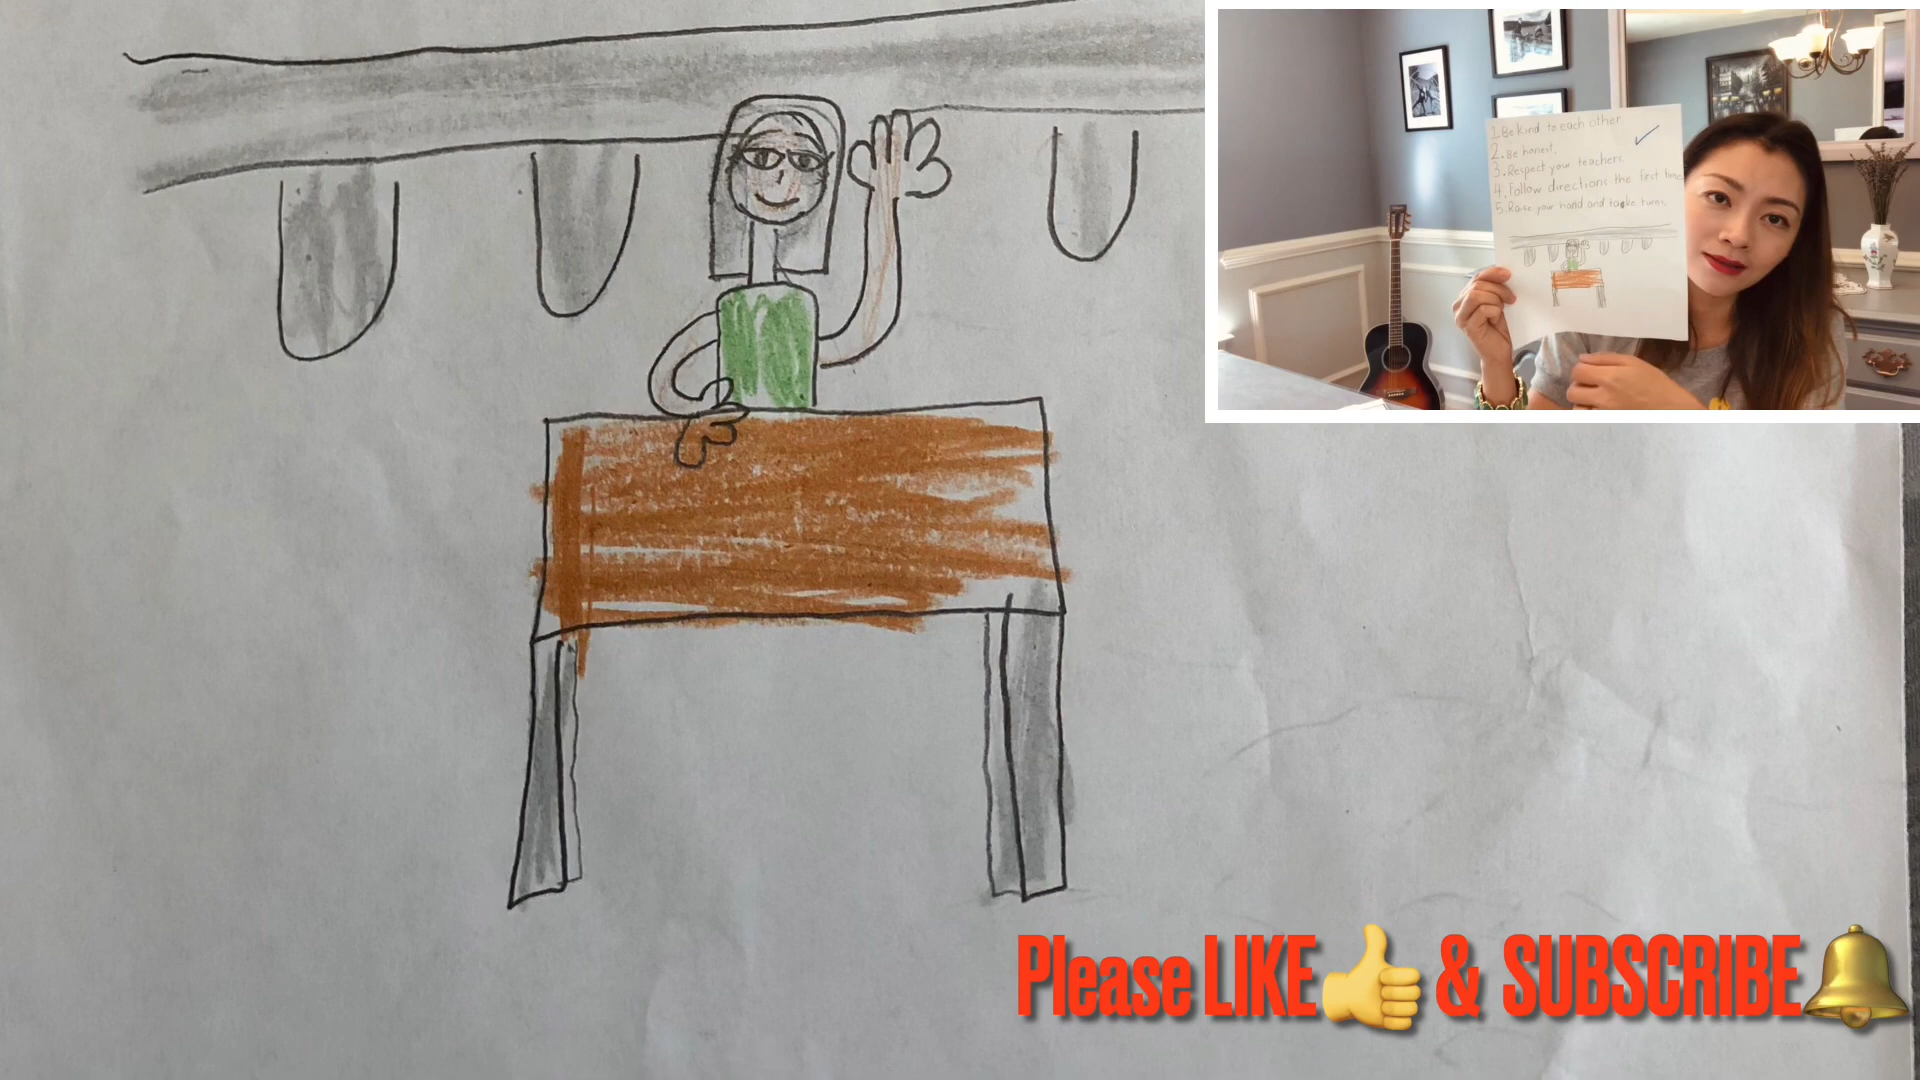 1. Be kind to each other
2. Be honest.
3. Respect your teachers.
4. Follow directions the first time
5. Raise your hand and take turns.
Please LIKE👍 & SUBSCRIBE🔔